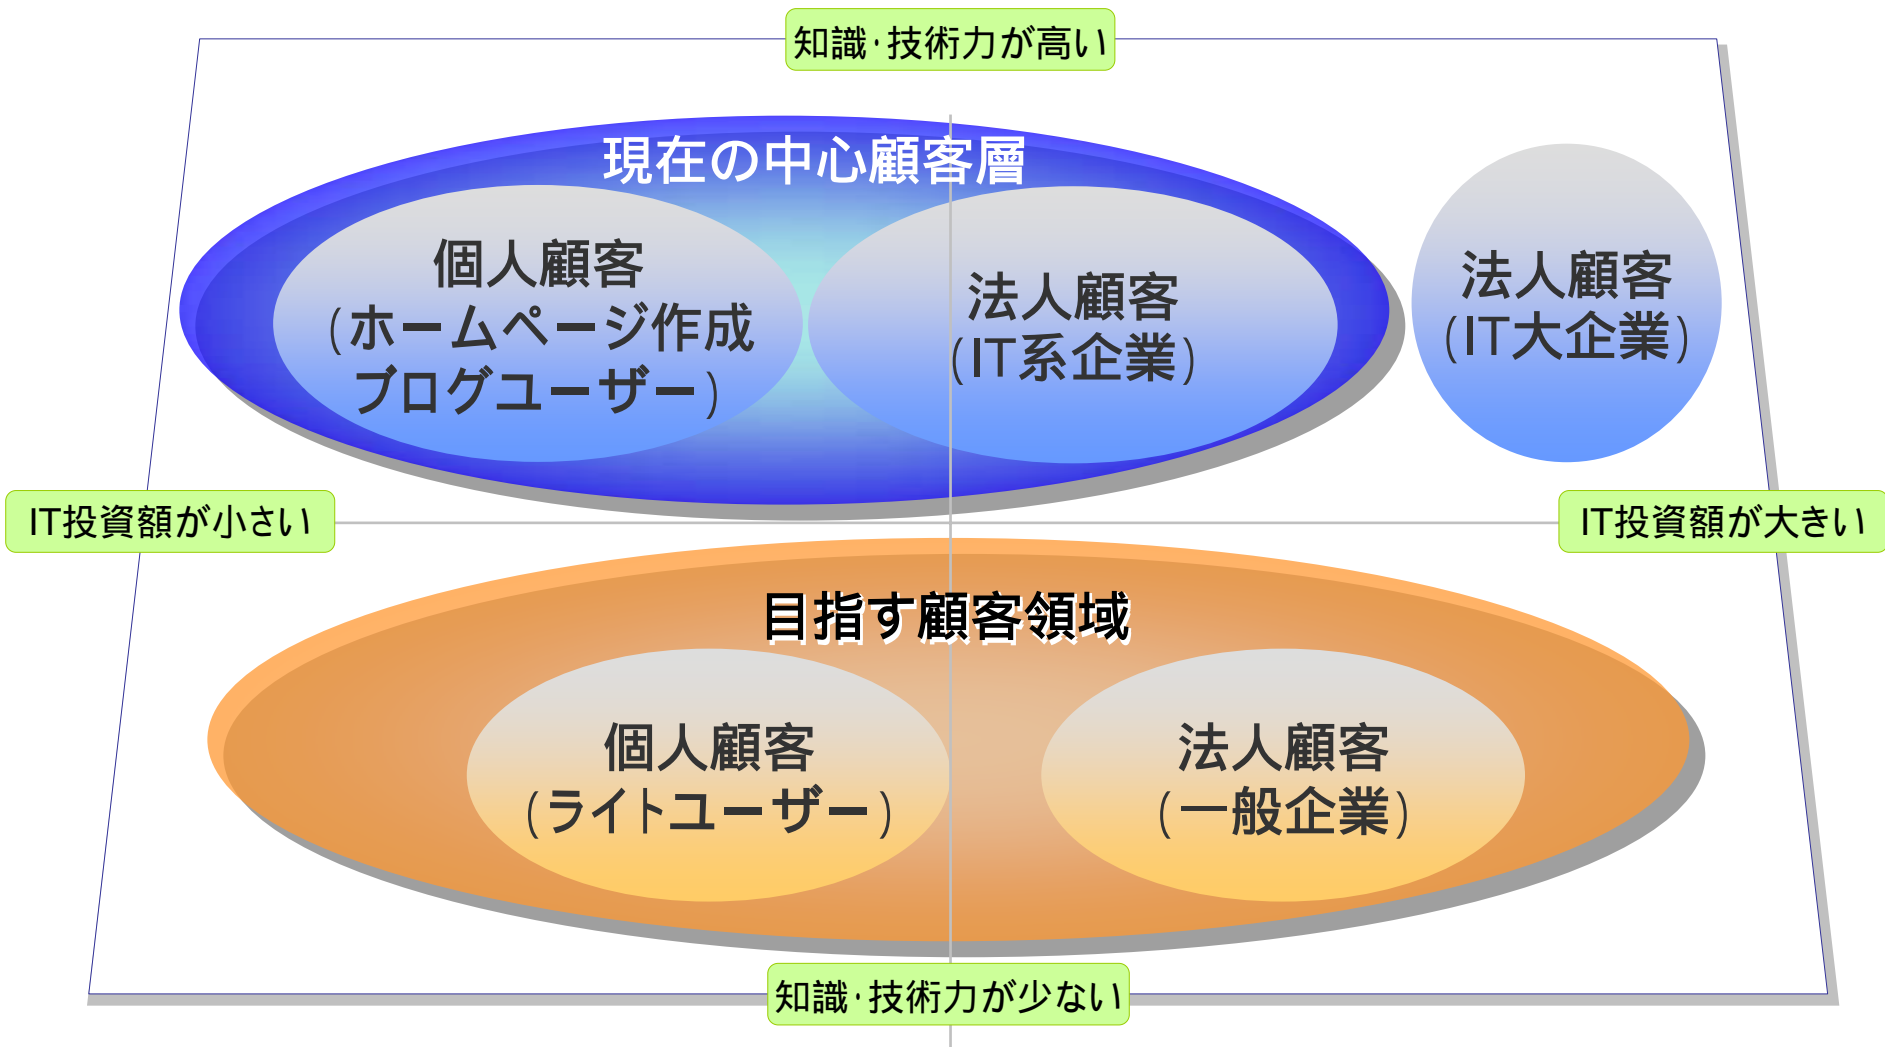 知識・技術力が高い
現在の中心顧客層
個人顧客
(ホームページ作成
ブログユーザー)
法人顧客
(IT系企業)
法人顧客
(IT大企業)
IT投資額が小さい
IT投資額が大きい
目指す顧客領域
個人顧客
(ライトユーザー)
法人顧客
(一般企業)
知識・技術力が少ない